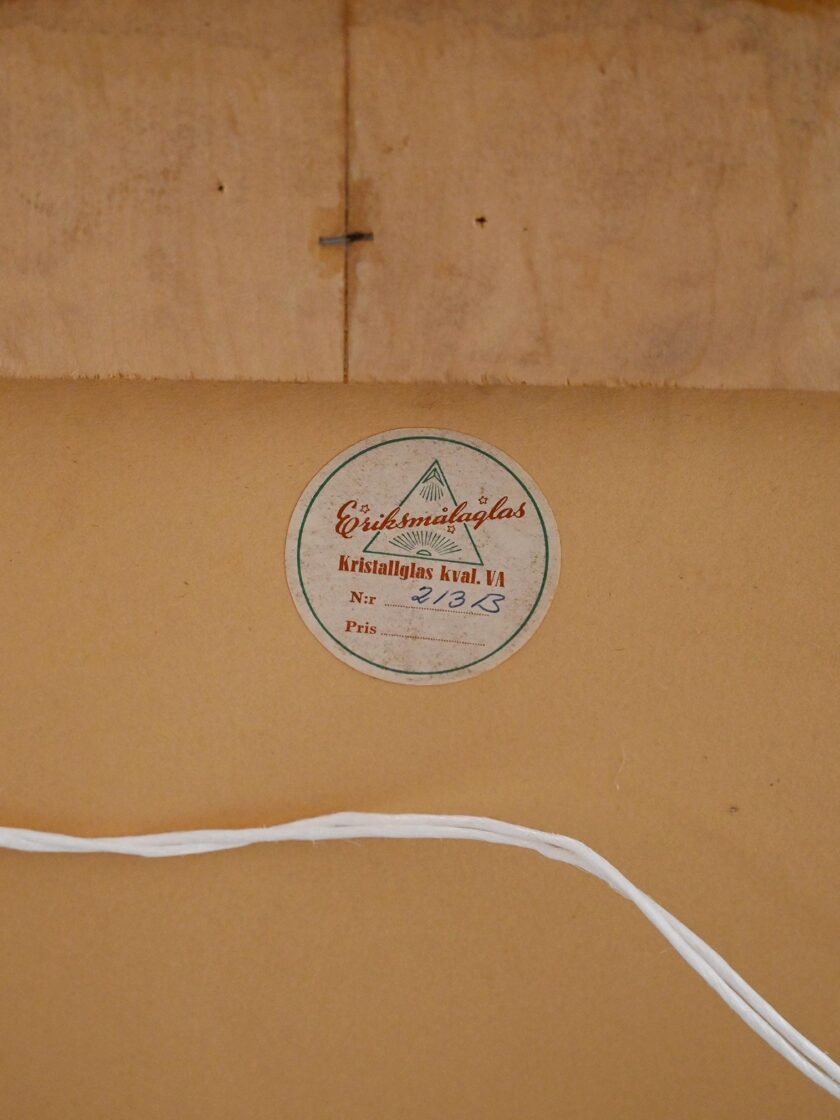 Eriksmålaglas
Kristallglas kval. VA
N:r 213B
Pris